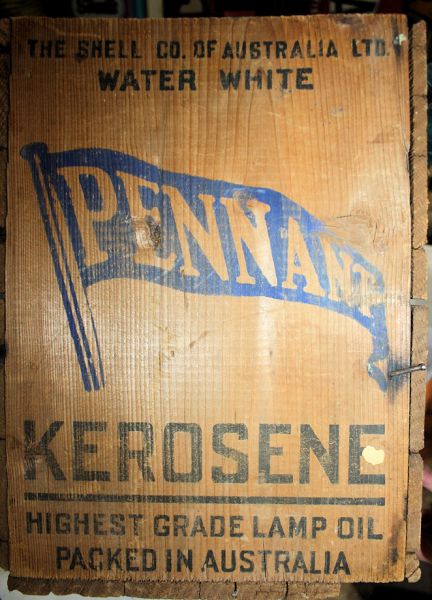 THE SHELL CO. OF AUSTRALIA LTD.
WATER WHITE
PENNANT
KEROSENE
HIGHEST GRADE LAMP OIL
PACKED IN AUSTRALIA